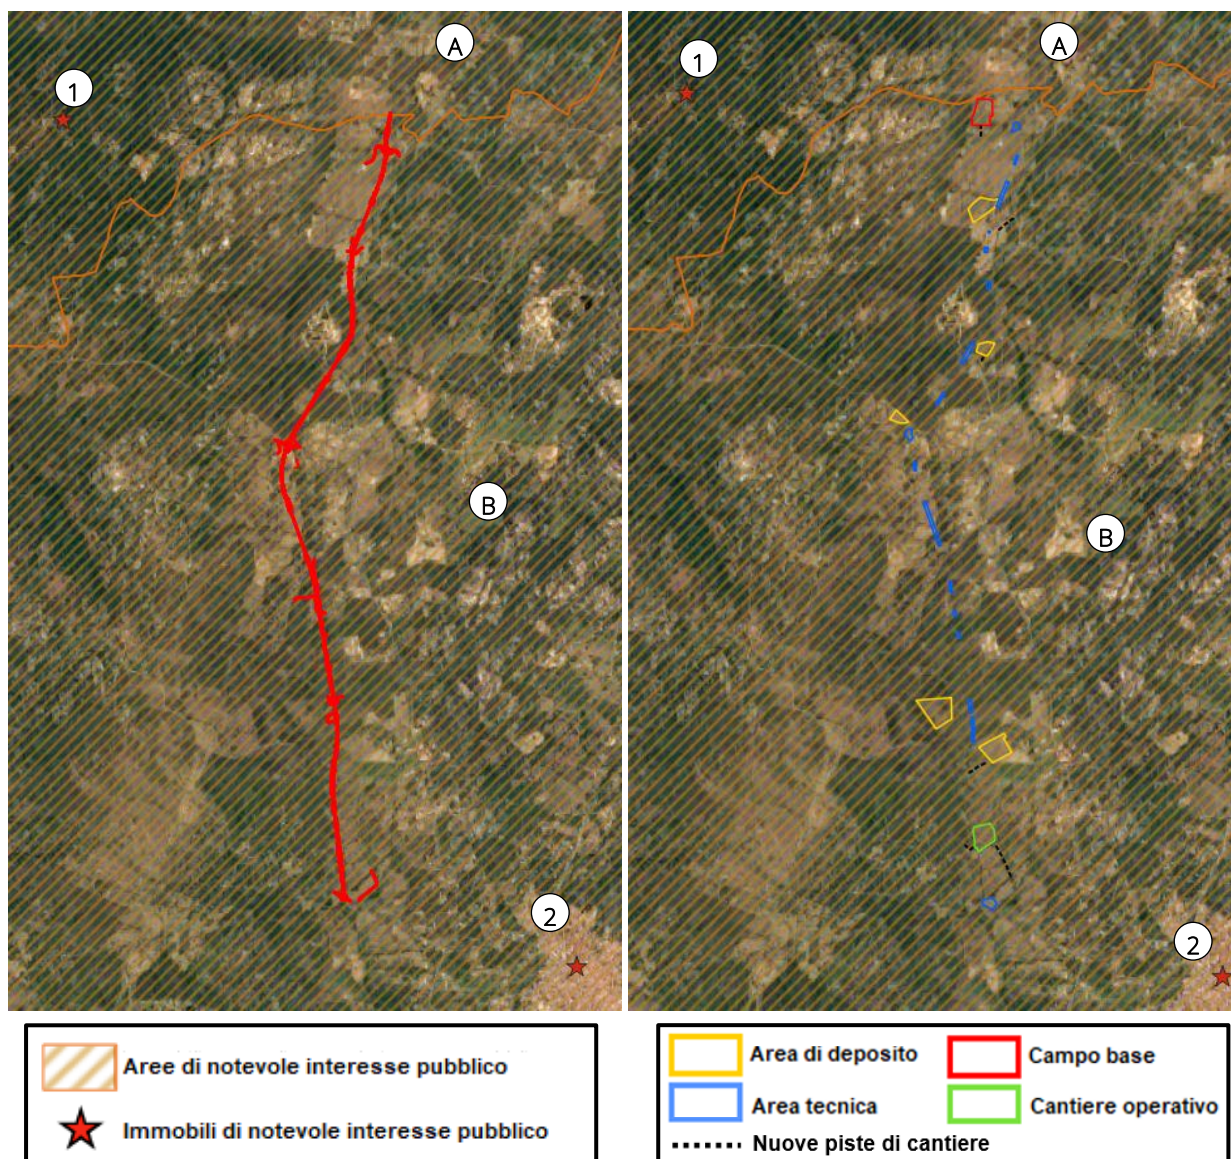 A
1
B
2
A
1
B
2
Aree di notevole interesse pubblico
Immobili di notevole interesse pubblico
Area di deposito
Campo base
Area tecnica
Cantiere operativo
Nuove piste di cantiere